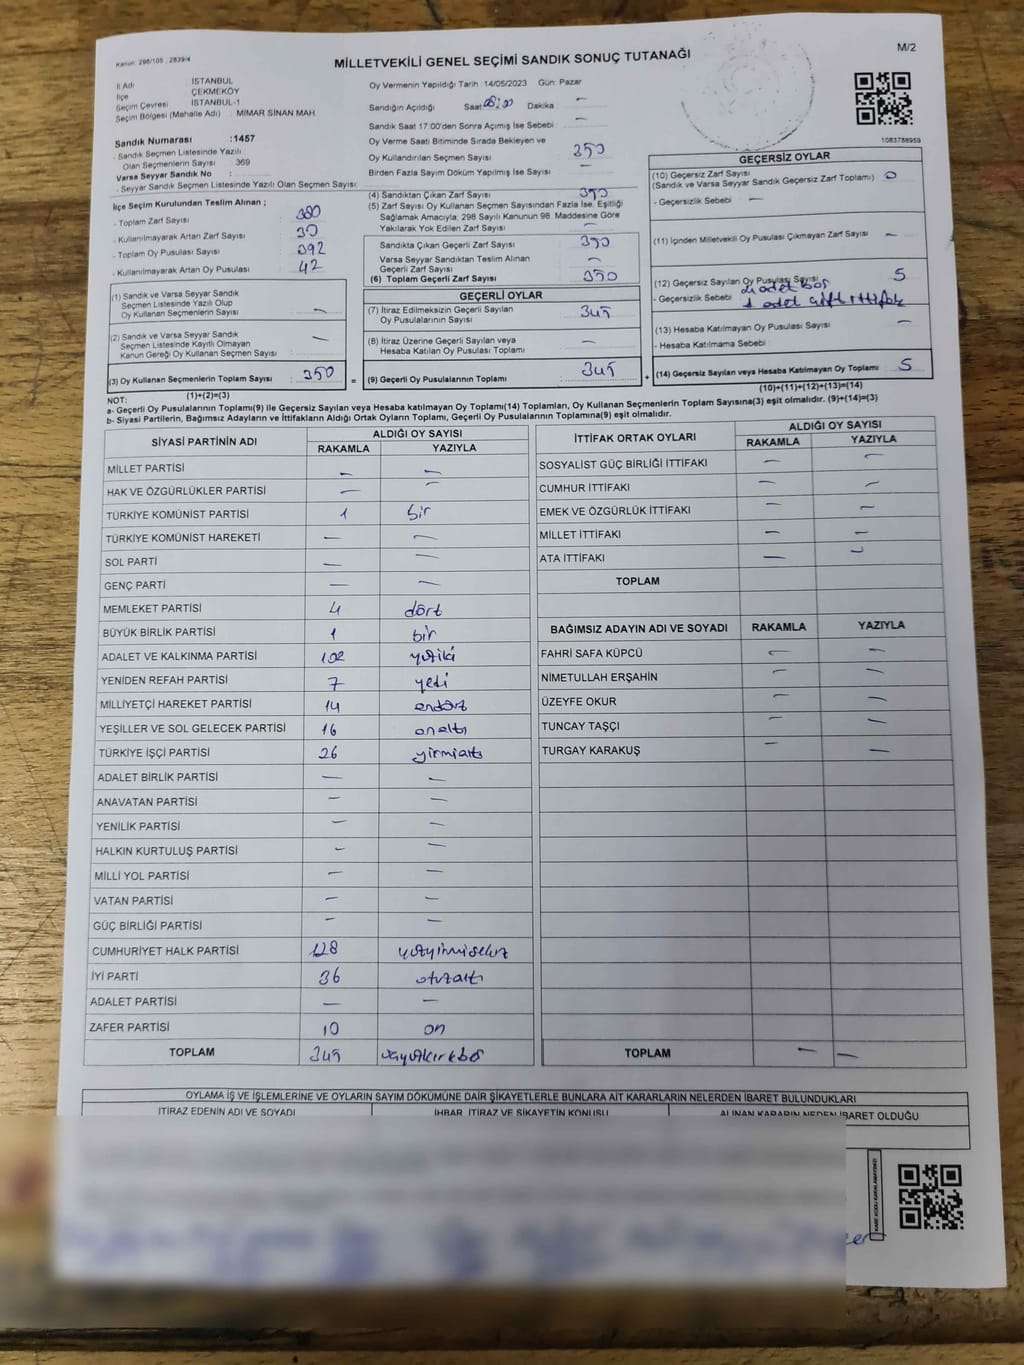 Kanun: 298/105 , 2839/4
MİLLETVEKİLİ GENEL SEÇİMİ SANDIK SONUÇ TUTANAĞI
M/2
İl Adı İSTANBUL
İlçe ÇEKMEKÖY
Seçim Çevresi İSTANBUL-1
Seçim Bölgesi (Mahalle Adı) : MİMAR SİNAN MAH.
Sandık Numarası :1457
- Sandık Seçmen Listesinde Yazılı
Olan Seçmenlerin Sayısı : 369
Varsa Seyyar Sandık No :
- Seyyar Sandık Seçmen Listesinde Yazılı Olan Seçmen Sayısı:
İlçe Seçim Kurulundan Teslim Alınan ;
- Toplam Zarf Sayısı : 380
- Kullanılmayarak Artan Zarf Sayısı : 30
- Toplam Oy Pusulası Sayısı : 392
- Kullanılmayarak Artan Oy Pusulası : 42
(1) Sandık ve Varsa Seyyar Sandık
Seçmen Listesinde Yazılı Olup
Oy Kullanan Seçmenlerin Sayısı : —
(2) Sandık ve Varsa Seyyar Sandık
Seçmen Listesinde Kayıtlı Olmayan
Kanun Gereği Oy Kullanan Seçmen Sayısı : —
(3) Oy Kullanan Seçmenlerin Toplam Sayısı : 350
(1)+(2)=(3)
Oy Vermenin Yapıldığı Tarih 14/05/2023 Gün: Pazar
Sandığın Açıldığı Saat 08:00 Dakika —
Sandık Saat 17:00'den Sonra Açımış İse Sebebi : —
Oy Verme Saati Bitiminde Sırada Bekleyen ve
Oy Kullandırılan Seçmen Sayısı : 350
Birden Fazla Sayım Döküm Yapılmış İse Sayısı : —
(4) Sandıktan Çıkan Zarf Sayısı : 350
(5) Zarf Sayısı Oy Kullanan Seçmen Sayısından Fazla İse, Eşitliği
Sağlamak Amacıyla, 298 Sayılı Kanunun 98. Maddesine Göre
Yakılarak Yok Edilen Zarf Sayısı : —
Sandıkta Çıkan Geçerli Zarf Sayısı : 350
Varsa Seyyar Sandıktan Teslim Alınan
Geçerli Zarf Sayısı : —
(6) Toplam Geçerli Zarf Sayısı : 350
GEÇERLİ OYLAR
(7) İtiraz Edilmeksizin Geçerli Sayılan
Oy Pusulalarının Sayısı : 345
(8) İtiraz Üzerine Geçerli Sayılan veya
Hesaba Katılan Oy Pusulası Toplamı : —
= (9) Geçerli Oy Pusulalarının Toplamı : 345
1083788959
GEÇERSİZ OYLAR
(10) Geçersiz Zarf Sayısı
(Sandık ve Varsa Seyyar Sandık Geçersiz Zarf Toplamı) : 0
- Geçersizlik Sebebi : —
(11) İçinden Milletvekili Oy Pusulası Çıkmayan Zarf Sayısı : —
(12) Geçersiz Sayılan Oy Pusulası Sayısı 5
- Geçersizlik Sebebi : 4 adet boş
1 adet çift ittifak
(13) Hesaba Katılmayan Oy Pusulası Sayısı : —
- Hesaba Katılmama Sebebi :
+ (14) Geçersiz Sayılan veya Hesaba Katılmayan Oy Toplamı : 5
(10)+(11)+(12)+(13)=(14)
NOT:
a- Geçerli Oy Pusulalarının Toplamı(9) ile Geçersiz Sayılan veya Hesaba katılmayan Oy Toplamı(14) Toplamları, Oy Kullanan Seçmenlerin Toplam Sayısına(3) eşit olmalıdır. (9)+(14)=(3)
b- Siyasi Partilerin, Bağımsız Adayların ve İttifakların Aldığı Ortak Oyların Toplamı, Geçerli Oy Pusulalarının Toplamına(9) eşit olmalıdır.
SİYASİ PARTİNİN ADI ALDIĞI OY SAYISI
RAKAMLA YAZIYLA
MİLLET PARTİSİ — —
HAK VE ÖZGÜRLÜKLER PARTİSİ — —
TÜRKİYE KOMÜNİST PARTİSİ 1 bir
TÜRKİYE KOMÜNİST HAREKETİ — —
SOL PARTİ — —
GENÇ PARTİ — —
MEMLEKET PARTİSİ 4 dört
BÜYÜK BİRLİK PARTİSİ 1 bir
ADALET VE KALKINMA PARTİSİ 102 yüziki
YENİDEN REFAH PARTİSİ 7 yedi
MİLLİYETÇİ HAREKET PARTİSİ 14 ondört
YEŞİLLER VE SOL GELECEK PARTİSİ 16 onaltı
TÜRKİYE İŞÇİ PARTİSİ 26 yirmialtı
ADALET BİRLİK PARTİSİ — —
ANAVATAN PARTİSİ — —
YENİLİK PARTİSİ — —
HALKIN KURTULUŞ PARTİSİ — —
MİLLİ YOL PARTİSİ — —
VATAN PARTİSİ — —
GÜÇ BİRLİĞİ PARTİSİ — —
CUMHURİYET HALK PARTİSİ 128 yüzyirmisekiz
İYİ PARTİ 36 otuzaltı
ADALET PARTİSİ — —
ZAFER PARTİSİ 10 on
TOPLAM 345 üçyüzkırkbeş
İTTİFAK ORTAK OYLARI ALDIĞI OY SAYISI
RAKAMLA YAZIYLA
SOSYALİST GÜÇ BİRLİĞİ İTTİFAKI — —
CUMHUR İTTİFAKI — —
EMEK VE ÖZGÜRLÜK İTTİFAKI — —
MİLLET İTTİFAKI — —
ATA İTTİFAKI — —
TOPLAM
BAĞIMSIZ ADAYIN ADI VE SOYADI RAKAMLA YAZIYLA
FAHRİ SAFA KÜPCÜ — —
NİMETULLAH ERŞAHİN — —
ÜZEYFE OKUR — —
TUNCAY TAŞÇI — —
TURGAY KARAKUŞ — —
TOPLAM — —
OYLAMA İŞ VE İŞLEMLERİNE VE OYLARIN SAYIM DÖKÜMÜNE DAİR ŞİKAYETLERLE BUNLARA AİT KARARLARIN NELERDEN İBARET BULUNDUKLARI
İTİRAZ EDENİN ADI VE SOYADI İHBAR, İTİRAZ VE ŞİKAYETİN KONUSU ALINAN KARARIN NEDEN İBARET OLDUĞU
KARE KODU KARALAMAYINIZ!